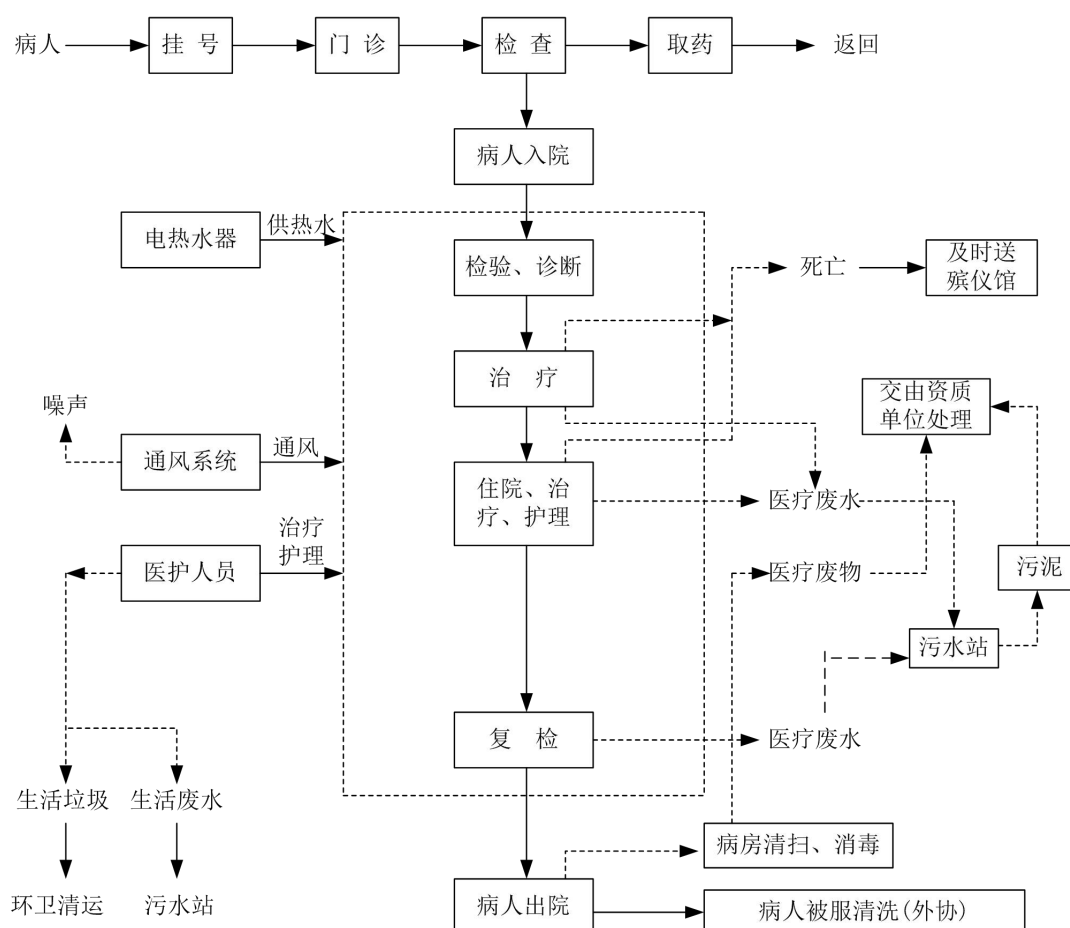 病人
挂 号
门 诊
检 查
取药
返回
病人入院
电热水器
供热水
检验、诊断
死亡
及时送
殡仪馆
治 疗
噪声
交由资质
单位处理
通风系统
通风
住院、治
疗、护理
医疗废水
治疗
护理
医护人员
医疗废物
污泥
污水站
复 检
医疗废水
生活垃圾
生活废水
病房清扫、消毒
环卫清运
污水站
病人出院
病人被服清洗(外协)